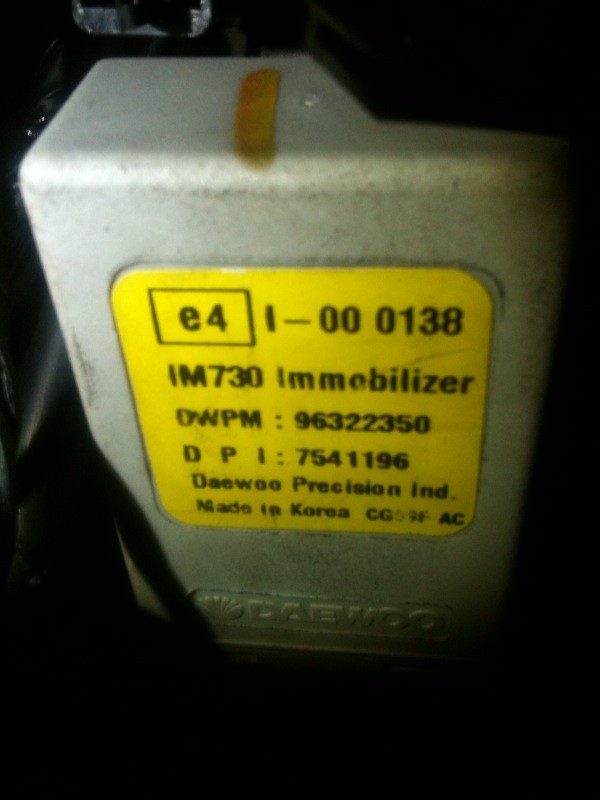 e4 I-00 0138
IM730 Immobilizer
DWPM : 96322350
D P I : 7541196
Daewoo Precision Ind.
Made in Korea AC
DAEWOO